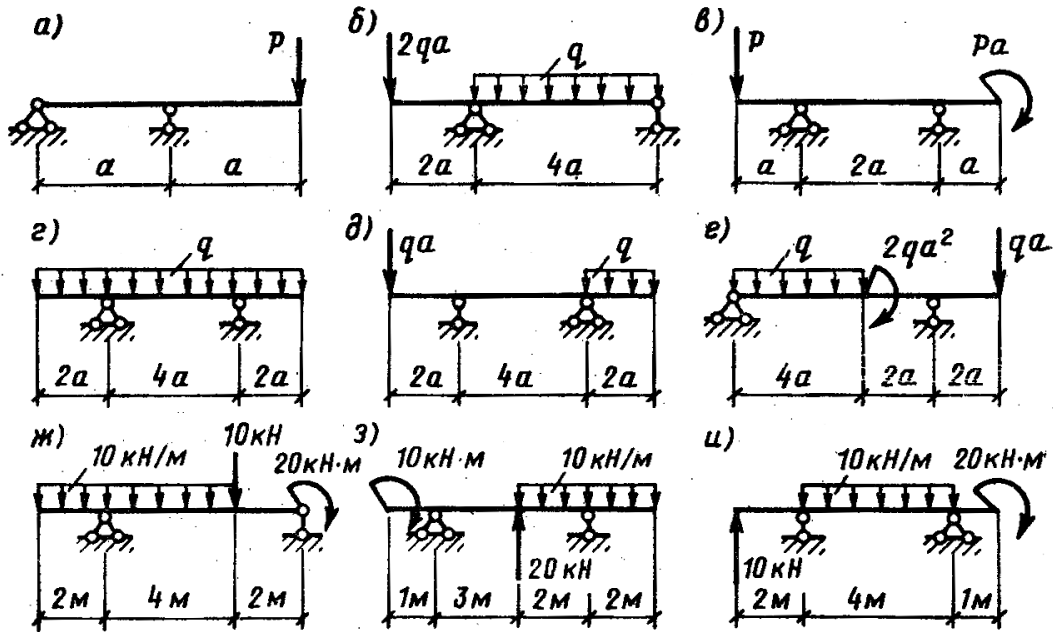 а) P
a a
б) 2qa q
2a 4a
в) P Pa
a 2a a
г) q
2a 4a 2a
д) qa q
2a 4a 2a
е) q 2qa² qa
4a 2a 2a
ж) 10 кН/м 10кН 20кН·м
2м 4м 2м
з) 10кН·м 10кН/м
20кН
1м 3м 2м 2м
и) 10кН/м 20кН·м
10кН
2м 4м 1м